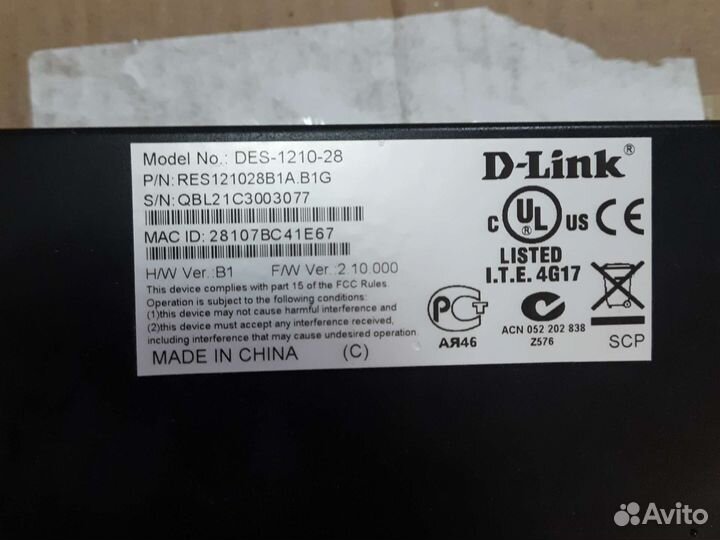 Model No.: DES-1210-28
P/N: RES121028B1A.B1G
S/N: QBL21C3003077
MAC ID: 28107BC41E67
H/W Ver.:B1 F/W Ver.:2.10.000
This device complies with part 15 of the FCC Rules.
Operation is subject to the following conditions:
(1)this device may not cause harmful interference and
(2)this device must accept any interference received,
including interference that may cause undesired operation.
MADE IN CHINA (C)
D-Link®
C UL® US CE
LISTED
I.T.E. 4G17
РСТ
АЯ46
N
ACN 052 202 838
Z576
SCP
Avito